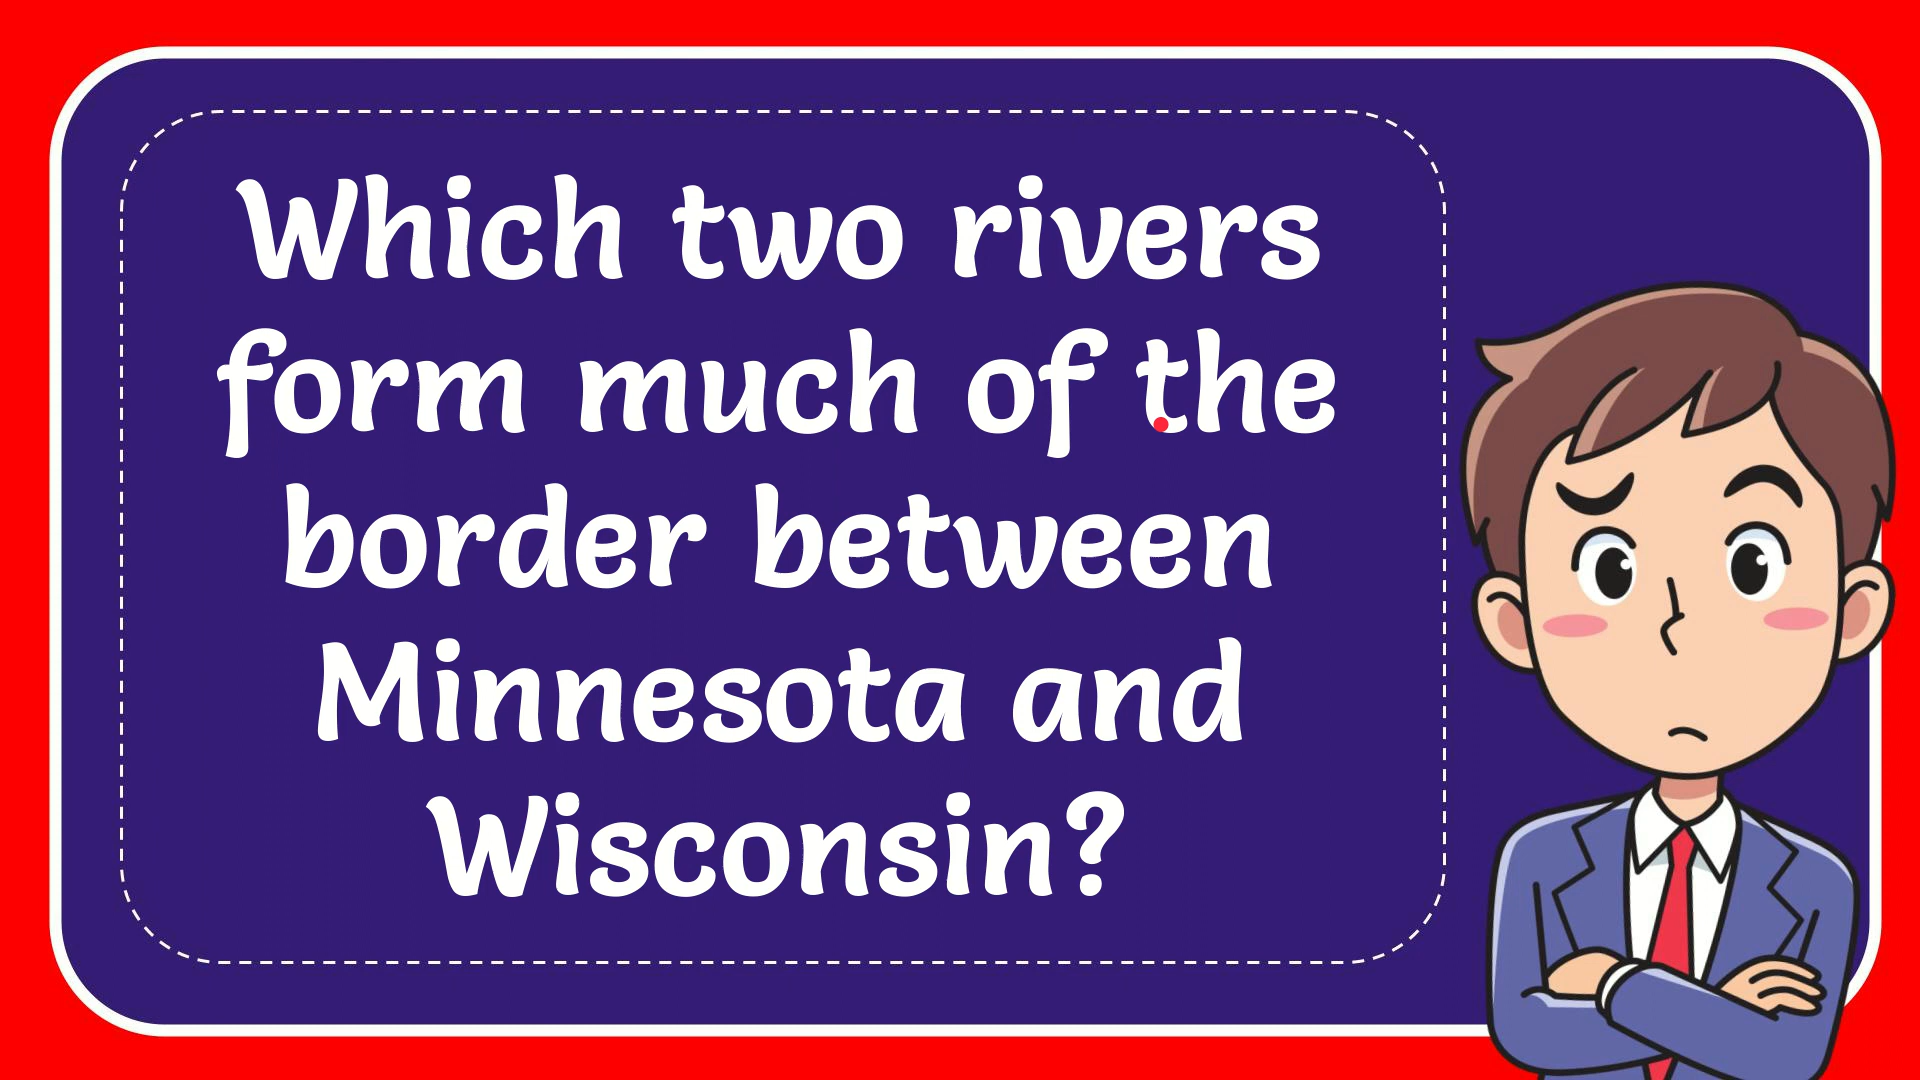 Which two rivers
form much of the
border between
Minnesota and
Wisconsin?